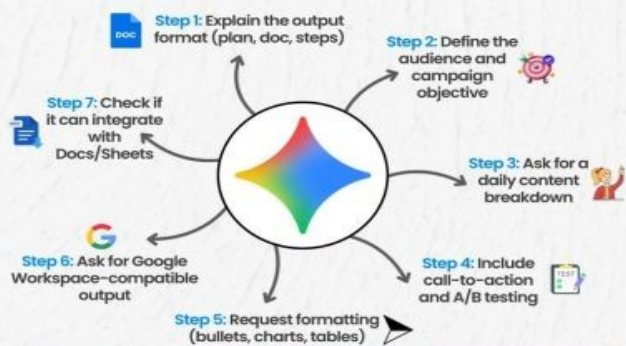 Step 1: Explain the output
format (plan, doc, steps)
DOC
Step 2: Define the
audience and
campaign
objective
Step 3: Ask for a
daily content
breakdown
Step 4: Include
call-to-action
and A/B testing
TEST
Step 5: Request formatting
(bullets, charts, tables)
Step 6: Ask for Google
Workspace-compatible
output
Step 7: Check if
it can integrate
with
Docs/Sheets